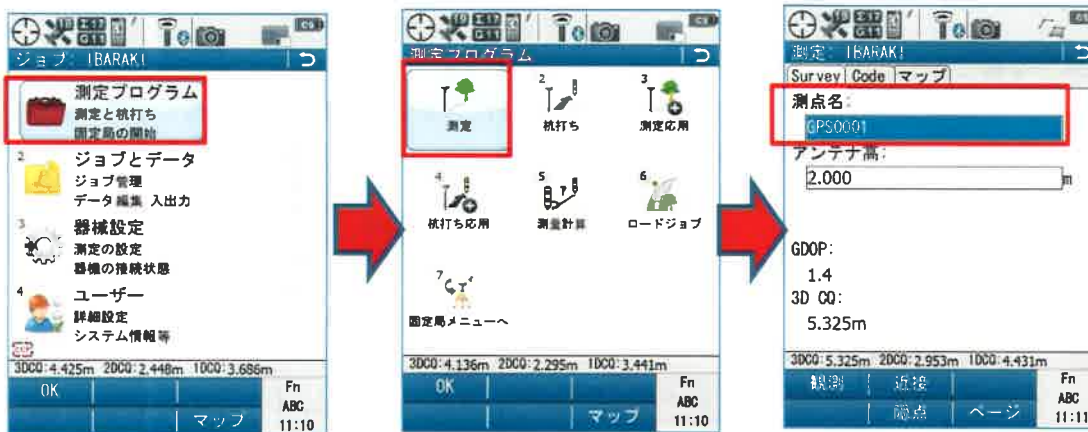 ジョブ: IBARAKI
測定プログラム
測定と杭打ち
固定局の開始
2
ジョブとデータ
ジョブ管理
データ編集 入出力
3
器械設定
測定の設定
器械の接続状態
4
ユーザー
詳細設定
システム情報等
3DCQ:4.425m 2DCQ:2.448m 1DCQ:3.686m
OK
マップ
Fn
ABC
11:10
測定プログラム
測定
2
杭打ち
3
測定応用
4
杭打ち応用
5
測量計算
6
ロードジョブ
7
固定局メニューへ
3DCQ:4.136m 2DCQ:2.295m 1DCQ:3.441m
OK
マップ
Fn
ABC
11:10
測定: IBARAKI
Survey Code マップ
測点名:
GPS0001
アンテナ高:
2.000 m
GDOP:
1.4
3D CQ:
5.325m
3DCQ:5.325m 2DCQ:2.953m 1DCQ:4.431m
観測 近接
隠点 ページ
Fn
ABC
11:11